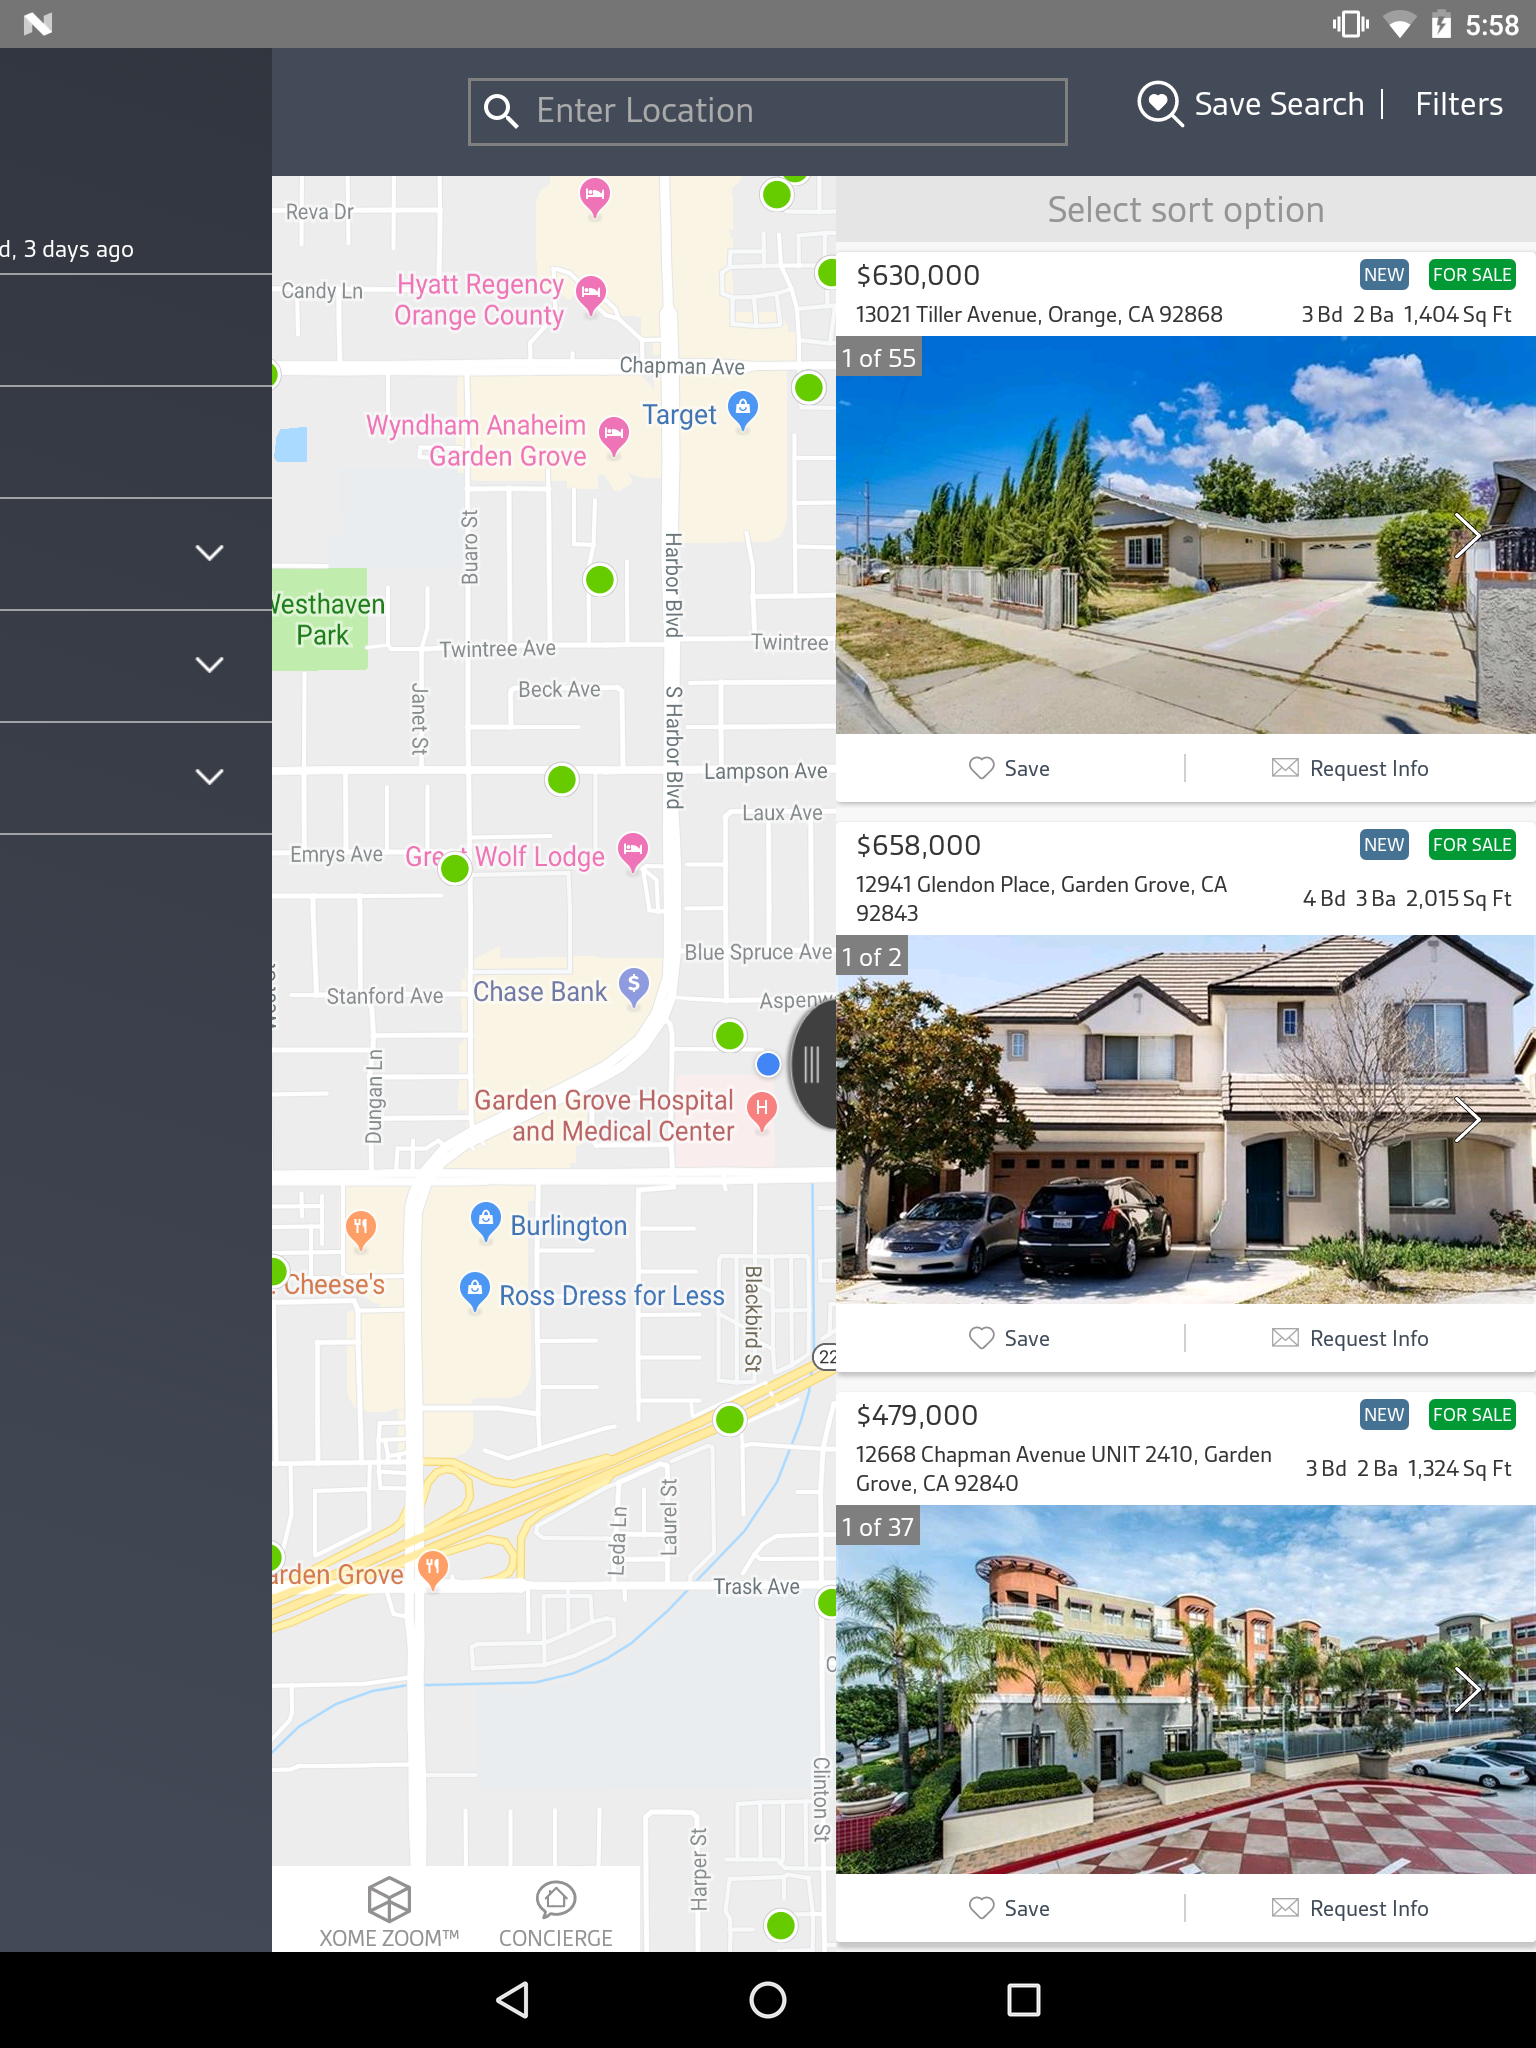 5:58
Enter Location
Save Search
Filters
d, 3 days ago
Select sort option
Reva Dr
Candy Ln
Hyatt Regency
Orange County
Chapman Ave
Wyndham Anaheim
Garden Grove
Target
Buaro St
Harbor Blvd
Westhaven
Park
Twintree Ave
Twintree
Beck Ave
Janet St
S Harbor Blvd
Lampson Ave
Laux Ave
Emrys Ave
Great Wolf Lodge
Blue Spruce Ave
Stanford Ave
Chase Bank
Aspenw
Dungan Ln
Garden Grove Hospital
and Medical Center
H
Burlington
Cheese's
Ross Dress for Less
Blackbird St
22
Leda Ln
Laurel St
arden Grove
Trask Ave
Clinton St
Harper St
XOME ZOOM™
CONCIERGE
$630,000
NEW
FOR SALE
13021 Tiller Avenue, Orange, CA 92868
3 Bd 2 Ba 1,404 Sq Ft
1 of 55
Save
Request Info
$658,000
NEW
FOR SALE
12941 Glendon Place, Garden Grove, CA
92843
4 Bd 3 Ba 2,015 Sq Ft
1 of 2
Save
Request Info
$479,000
NEW
FOR SALE
12668 Chapman Avenue UNIT 2410, Garden
Grove, CA 92840
3 Bd 2 Ba 1,324 Sq Ft
1 of 37
Save
Request Info